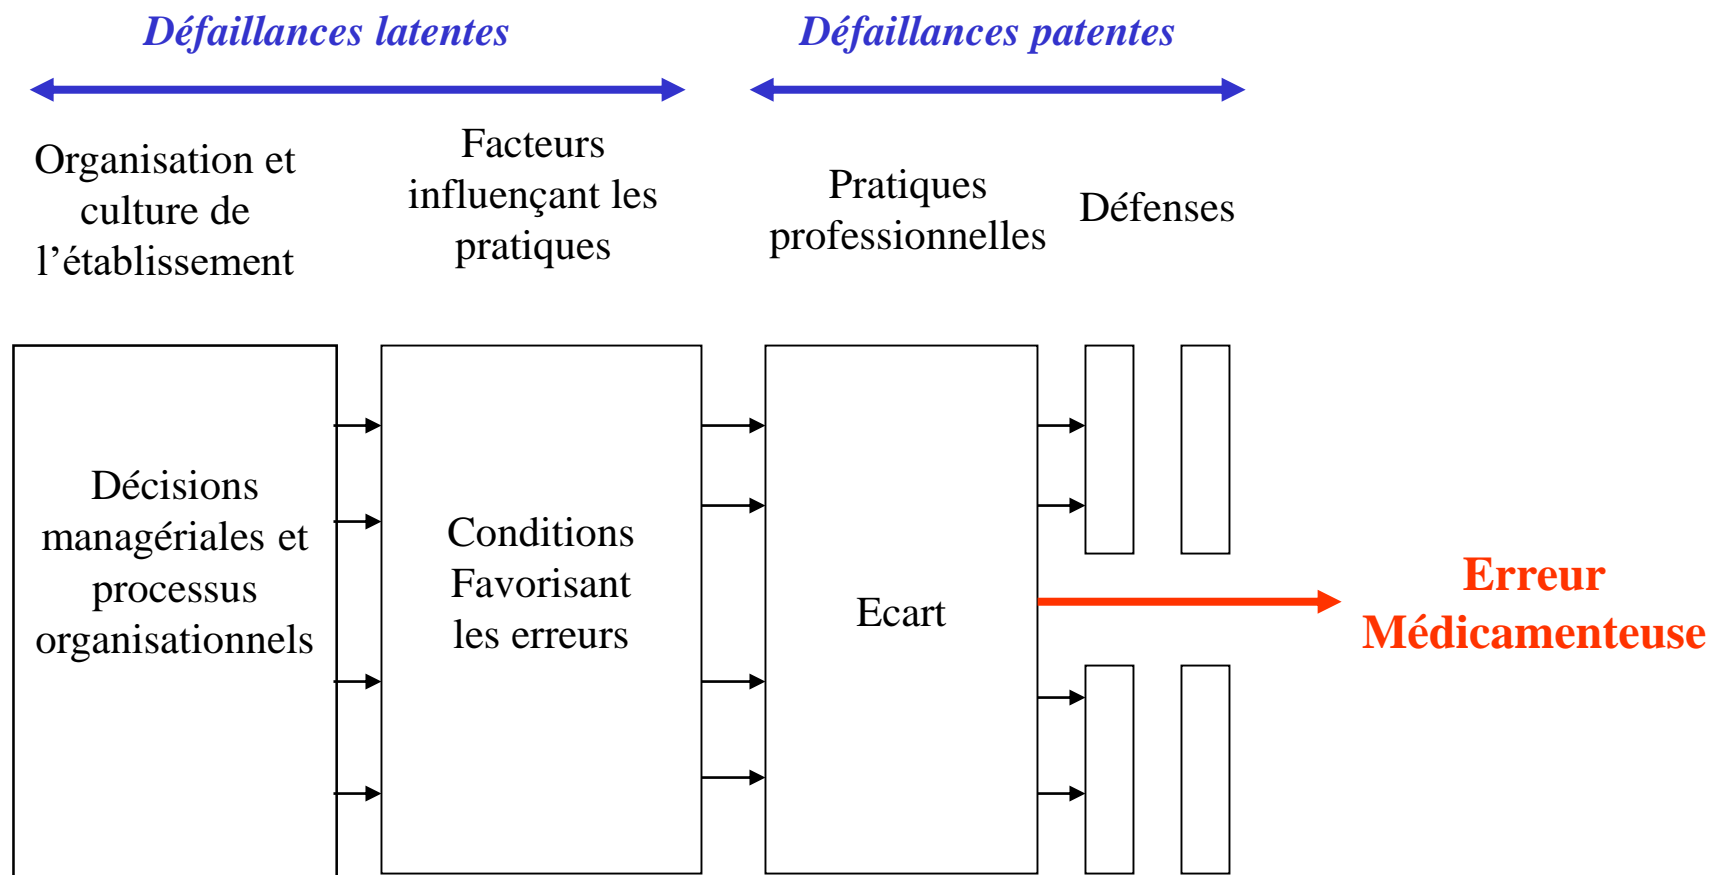 Défaillances latentes
Défaillances patentes
Organisation et
culture de
l’établissement
Facteurs
influençant les
pratiques
Pratiques
professionnelles
Défenses
Décisions
managériales et
processus
organisationnels
Conditions
Favorisant
les erreurs
Ecart
Erreur
Médicamenteuse